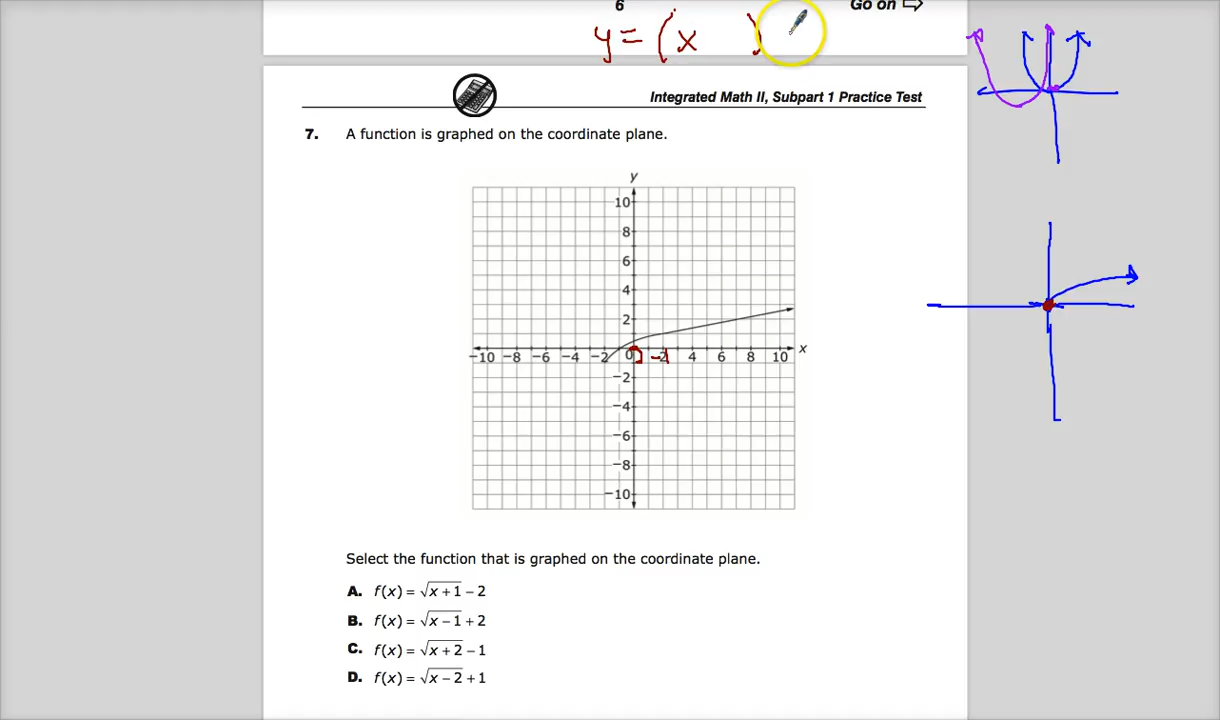 6
Go on
y = ( x )
Integrated Math II, Subpart 1 Practice Test
7. A function is graphed on the coordinate plane.
y
10
8
6
4
2
−10 −8 −6 −4 −2 0 2 4 6 8 10 x
-1
−2
−4
−6
−8
−10
Select the function that is graphed on the coordinate plane.
A. f(x) = √x + 1 − 2
B. f(x) = √x − 1 + 2
C. f(x) = √x + 2 − 1
D. f(x) = √x − 2 + 1